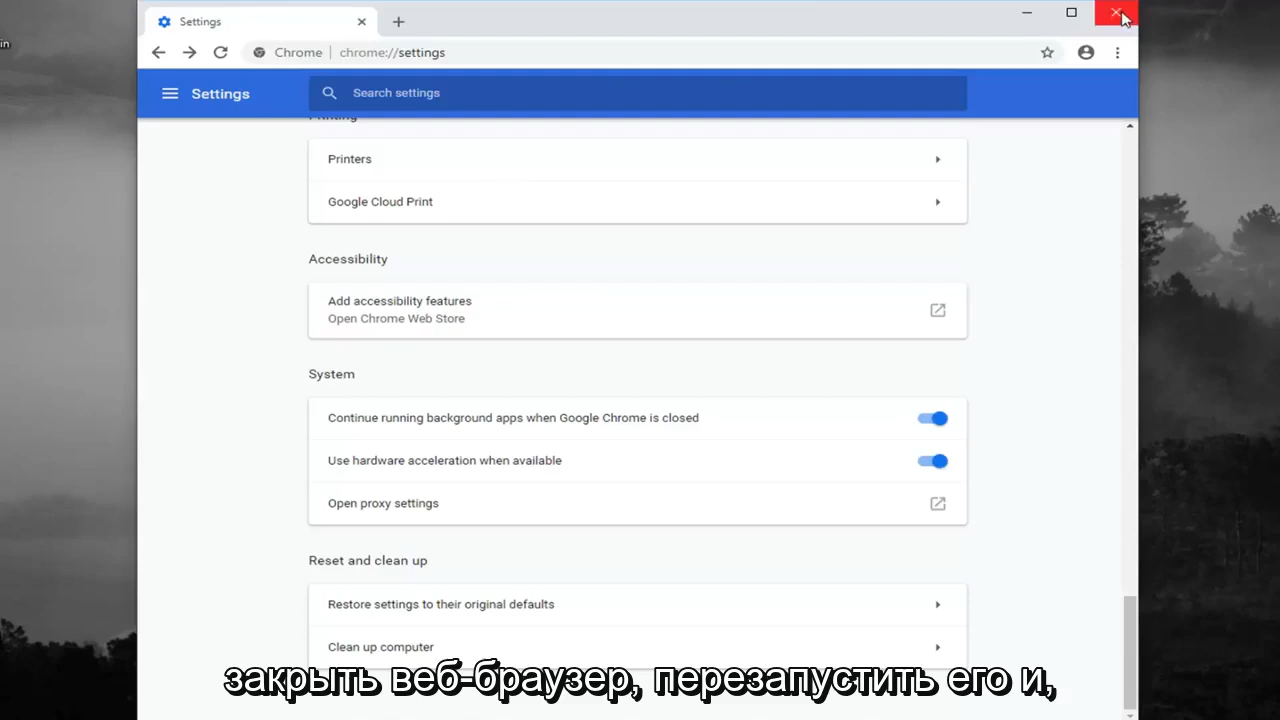 Settings
in
Chrome | chrome://settings
Settings
Search settings
Printing
Printers
Google Cloud Print
Accessibility
Add accessibility features
Open Chrome Web Store
System
Continue running background apps when Google Chrome is closed
Use hardware acceleration when available
Open proxy settings
Reset and clean up
Restore settings to their original defaults
Clean up computer
закрыть веб-браузер, перезапустить его и,